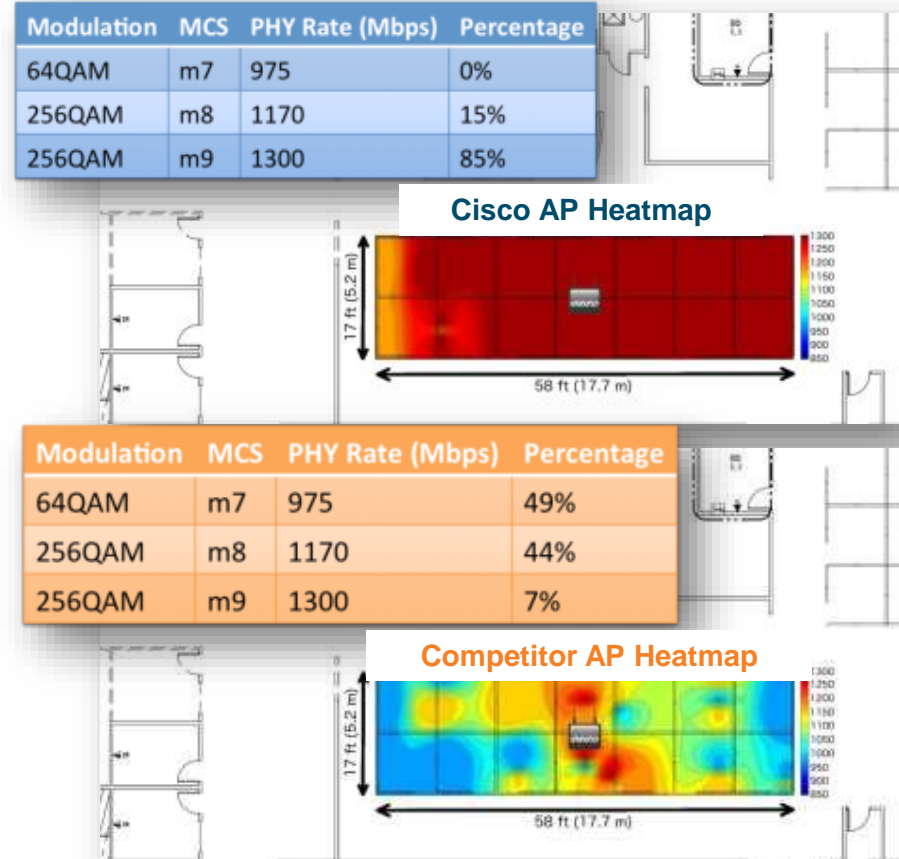 Modulation MCS PHY Rate (Mbps) Percentage
64QAM m7 975 0%
256QAM m8 1170 15%
256QAM m9 1300 85%
Cisco AP Heatmap
17 ft (5.2 m)
1300
1250
1200
1150
1100
1050
1000
950
900
850
58 ft (17.7 m)
Modulation MCS PHY Rate (Mbps) Percentage
64QAM m7 975 49%
256QAM m8 1170 44%
256QAM m9 1300 7%
Competitor AP Heatmap
17 ft (5.2 m)
1300
1250
1200
1150
1100
1050
1000
950
900
850
58 ft (17.7 m)